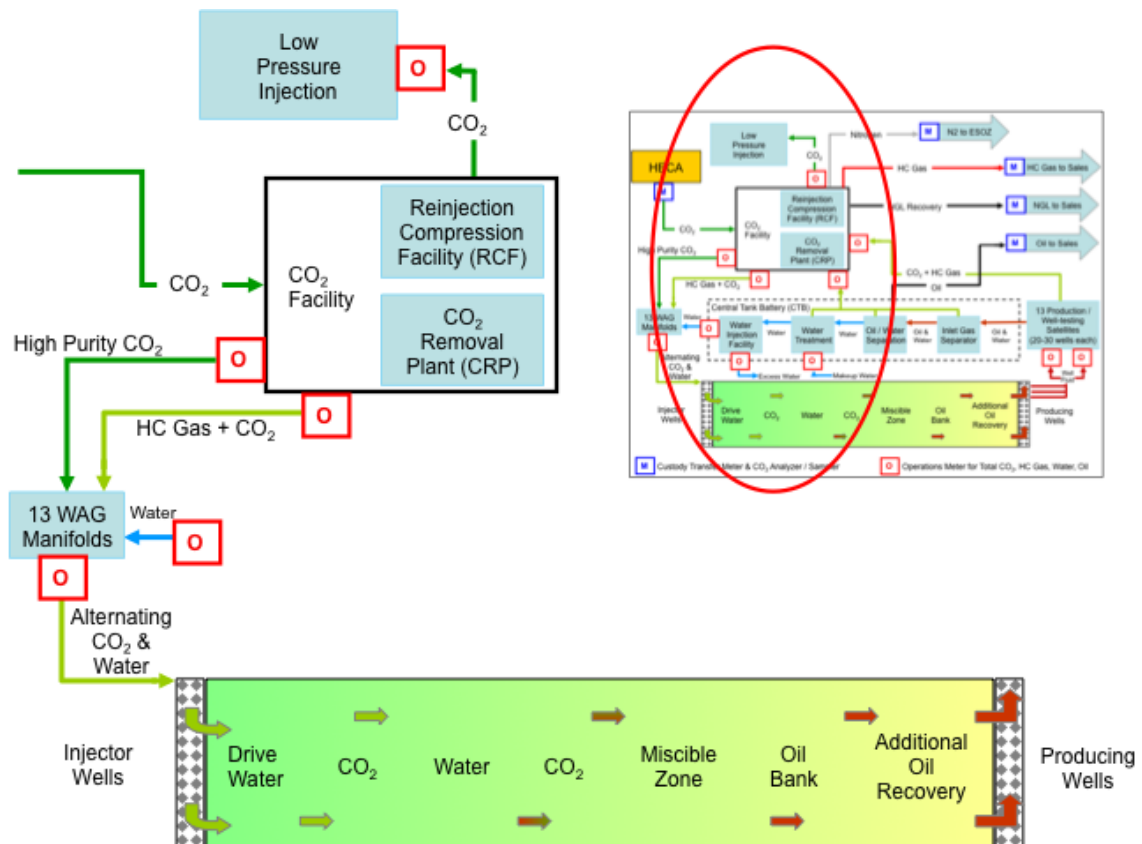 Low
Pressure
Injection
O
CO₂
CO₂
CO₂
Facility
Reinjection
Compression
Facility (RCF)
CO₂
Removal
Plant (CRP)
High Purity CO₂
O
O
HC Gas + CO₂
13 WAG
Manifolds
Water
O
O
Alternating
CO₂ &
Water
Injector
Wells
Drive
Water
CO₂
Water
CO₂
Miscible
Zone
Oil
Bank
Additional
Oil
Recovery
Producing
Wells
Low
Pressure
Injection
CO₂
O
Nitrogen
M
N2 to ESOZ
HECA
M
HC Gas
M
HC Gas to Sales
CO₂
CO₂
Facility
Reinjection
Compression
Facility (RCF)
CO₂
Removal
Plant (CRP)
NGL Recovery
M
NGL to Sales
O
M
Oil to Sales
High Purity CO₂
O
O
O
HC Gas + CO₂
CO₂ + HC Gas
Oil
Central Tank Battery (CTB)
13 WAG
Manifolds
Water
O
O
Water
Injection
Facility
Water
Water
Treatment
Water
Oil / Water
Separation
Oil &
Water
Inlet Gas
Separator
Oil &
Water
13 Production /
Well-testing
Satellites
(20-30 wells each)
Alternating
CO₂ &
Water
O
Excess Water
O
Makeup Water
O
O
Injector
Wells
Drive
Water
CO₂
Water
CO₂
Miscible
Zone
Oil
Bank
Additional
Oil
Recovery
Producing
Wells
M
Custody Transfer Meter & CO₂ Analyzer / Sampler
O
Operations Meter for Total CO₂, HC Gas, Water, Oil